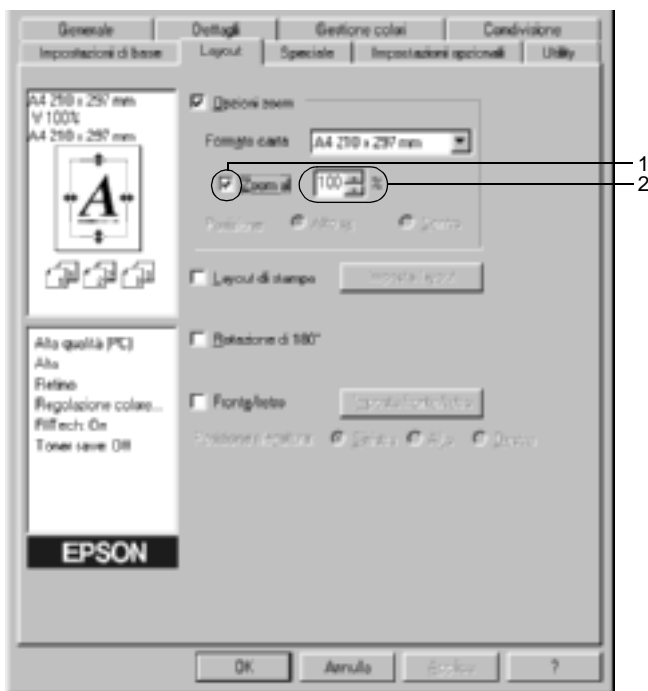 Generale Dettagli Gestione colori Condivisione
Impostazioni di base Layout Speciale Impostazioni opzionali Utility
A4 210 x 297 mm
100%
A4 210 x 297 mm
A
Opzioni zoom
Formato carta A4 210 x 297 mm
Zoom al 100 %
1
2
Posizione
Layout di stampa
Rotazione di 180°
Fronte/retro
Alta qualità (PC)
Alta
Retino
Regolazione colore...
RITech: On
Toner save: Off
EPSON
OK Annulla Applica ?